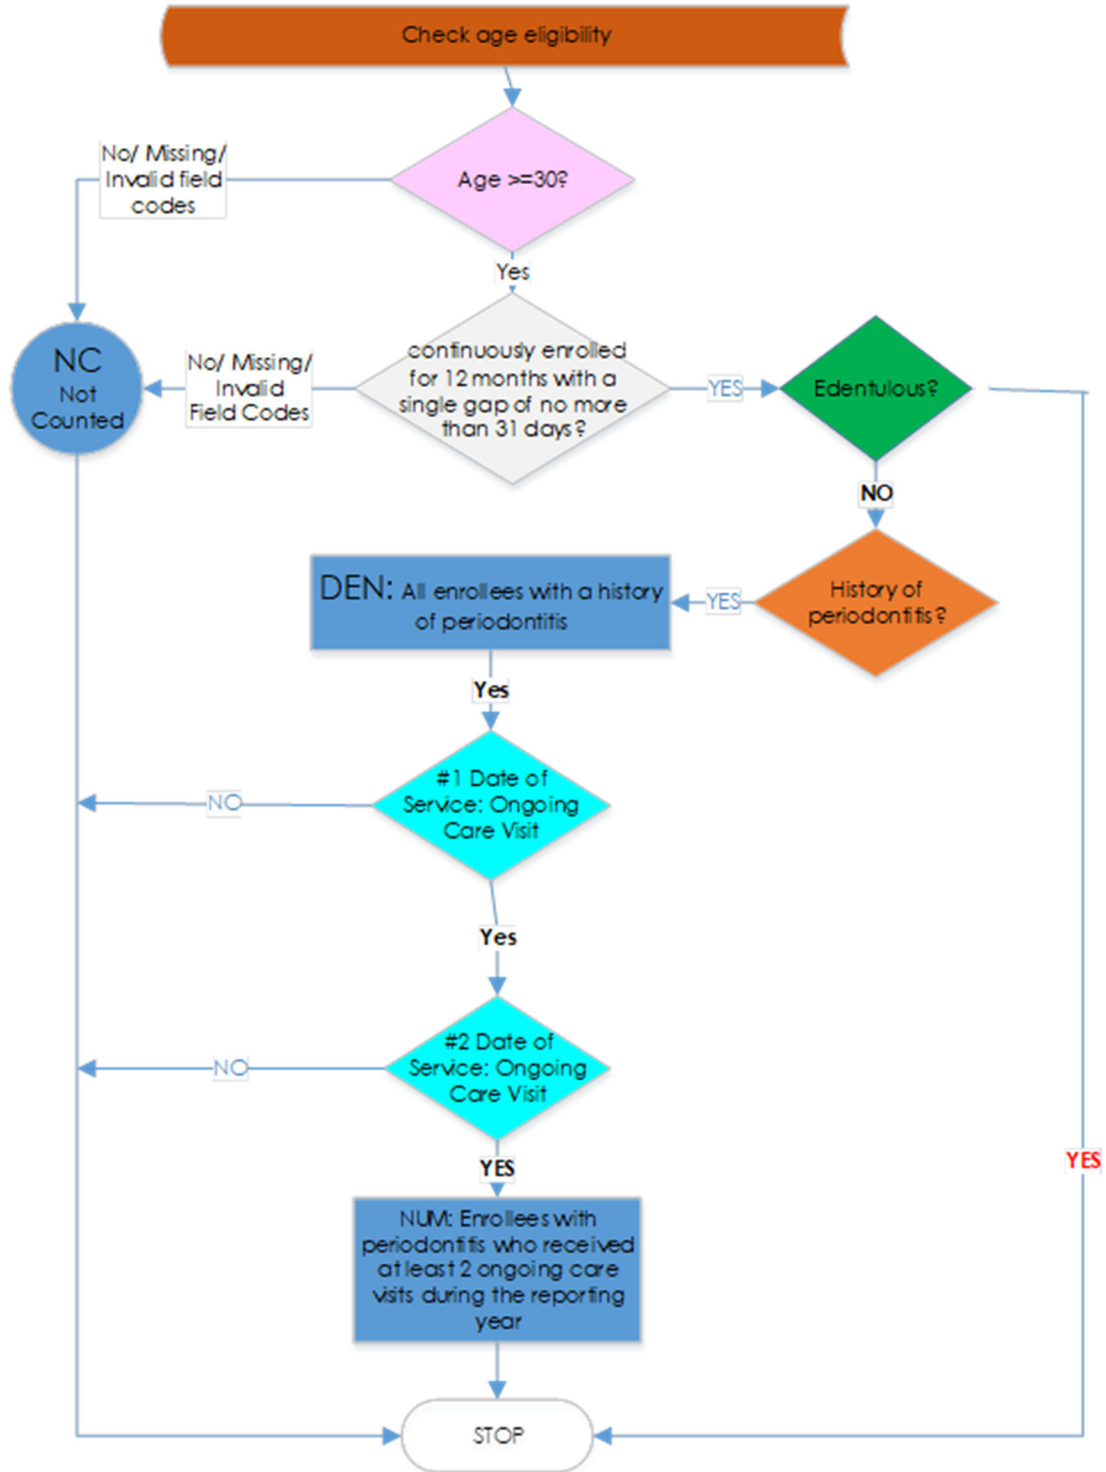 Check age eligibility
Age >=30?
No/ Missing/
Invalid field
codes
Yes
continuously enrolled
for 12 months with a
single gap of no more
than 31 days?
No/ Missing/
Invalid
Field Codes
NC
Not
Counted
YES
Edentulous?
NO
History of
periodontitis?
YES
DEN: All enrollees with a history
of periodontitis
Yes
#1 Date of
Service: Ongoing
Care Visit
NO
Yes
#2 Date of
Service: Ongoing
Care Visit
NO
YES
YES
NUM: Enrollees with
periodontitis who received
at least 2 ongoing care
visits during the reporting
year
STOP